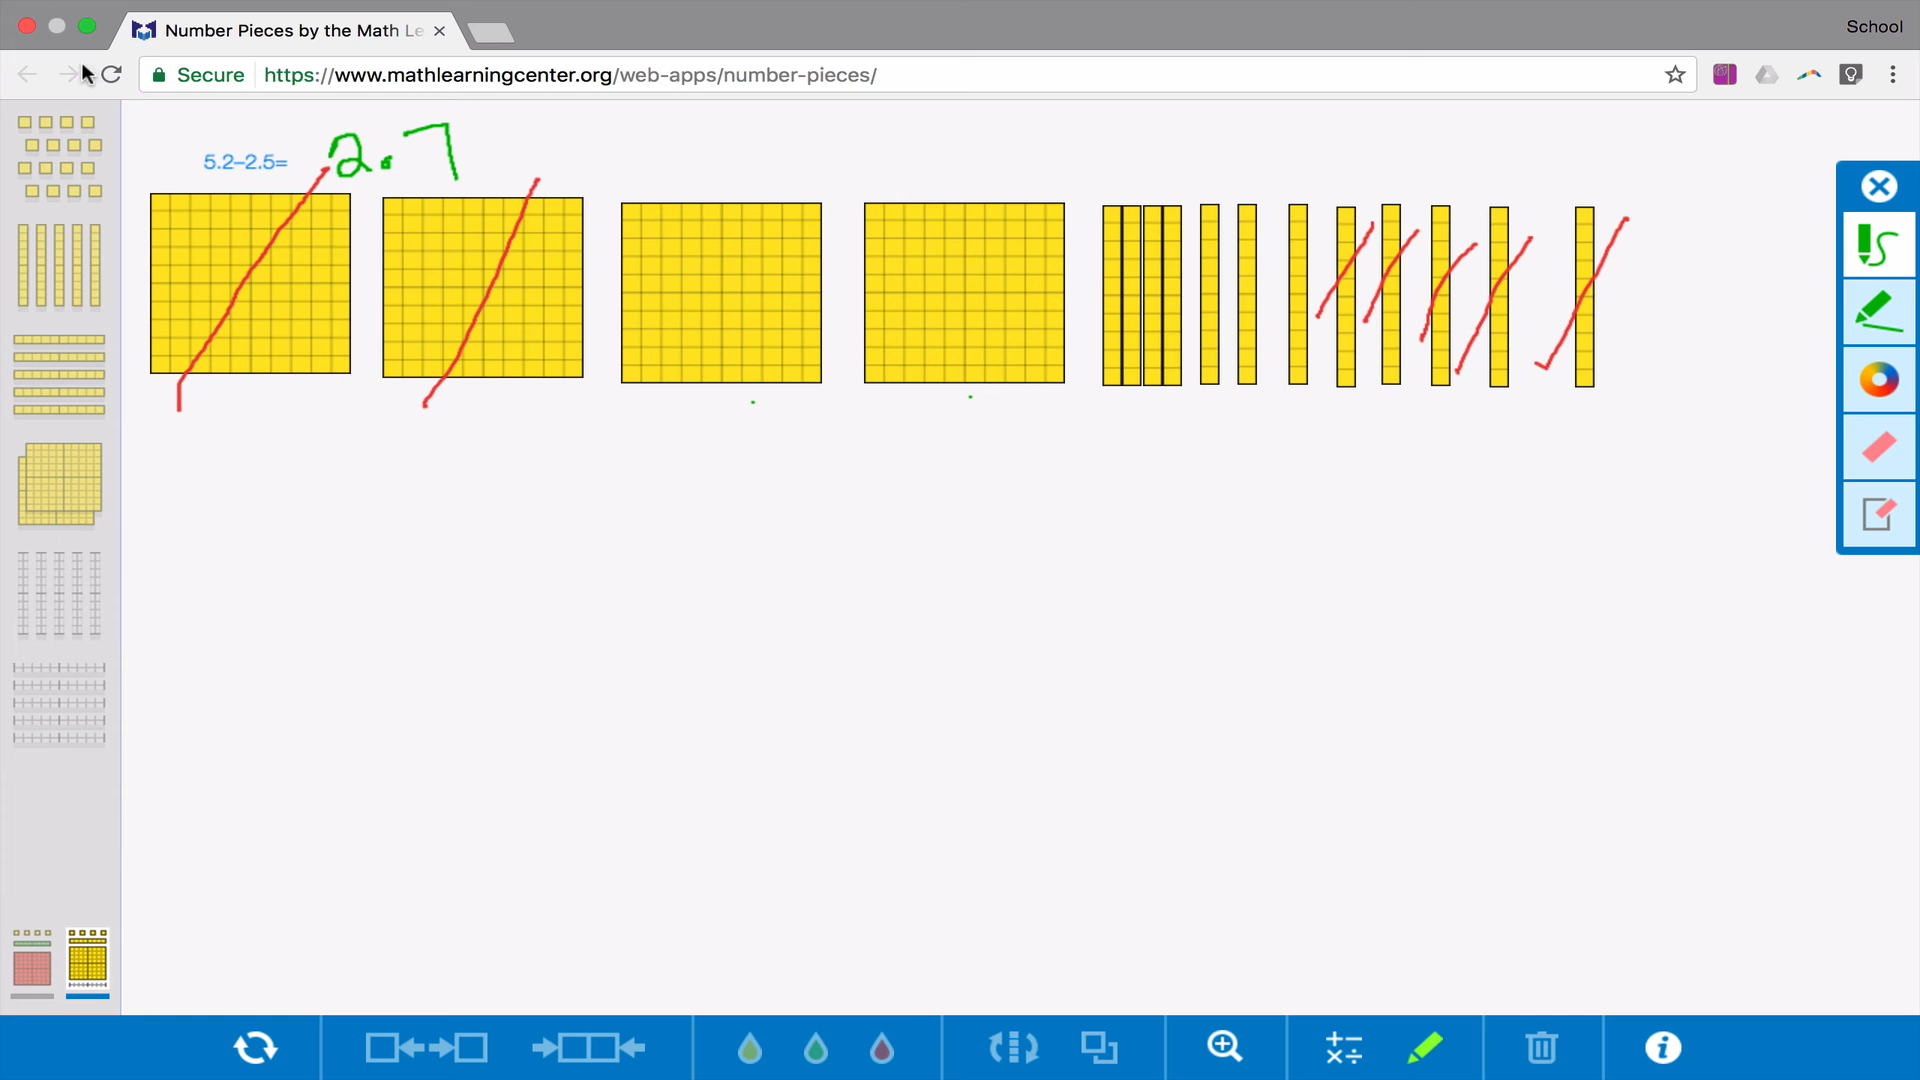 School
Number Pieces by the Math Le
Secure https://www.mathlearningcenter.org/web-apps/number-pieces/
5.2–2.5= 2.7